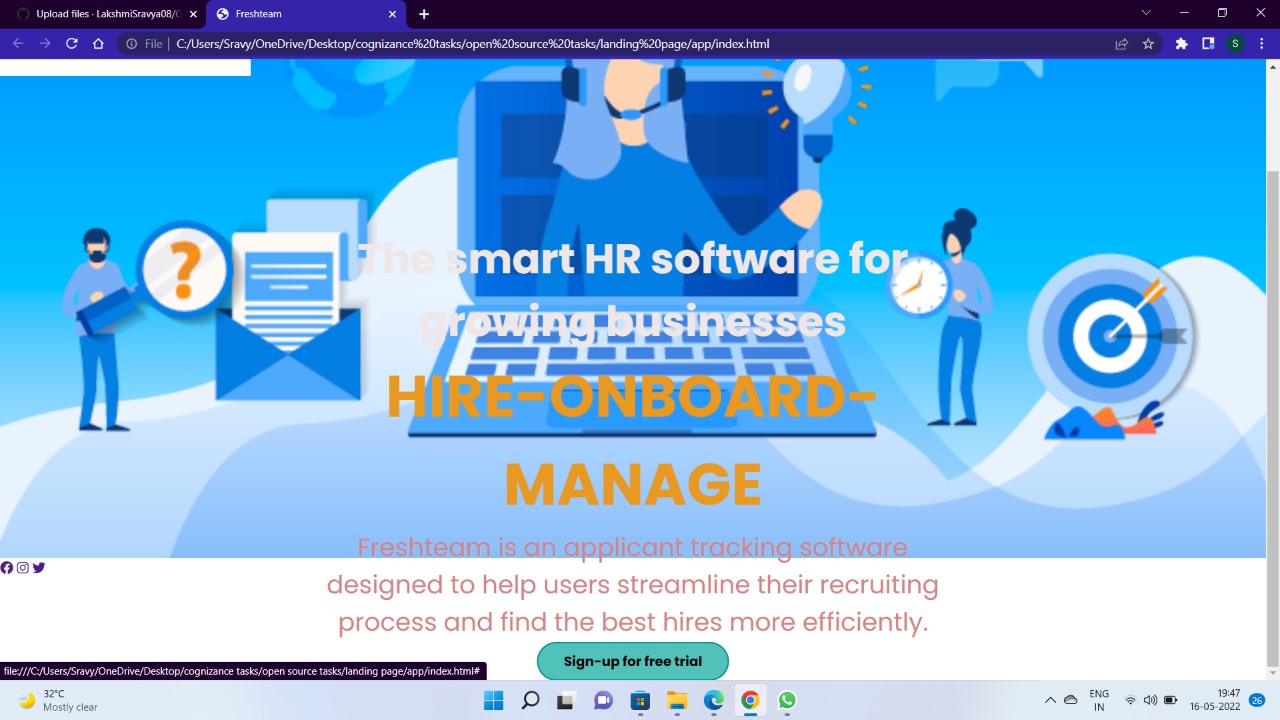 Upload files · LakshmiSravya08/C
Freshteam
File
C:/Users/Sravy/OneDrive/Desktop/cognizance%20tasks/open%20source%20tasks/landing%20page/app/index.html
S
?
The smart HR software for
growing businesses
HIRE-ONBOARD-
MANAGE
Freshteam is an applicant tracking software
designed to help users streamline their recruiting
process and find the best hires more efficiently.
Sign-up for free trial
file:///C:/Users/Sravy/OneDrive/Desktop/cognizance tasks/open source tasks/landing page/app/index.html#
32°C
Mostly clear
ENG
IN
19:47
16-05-2022
26